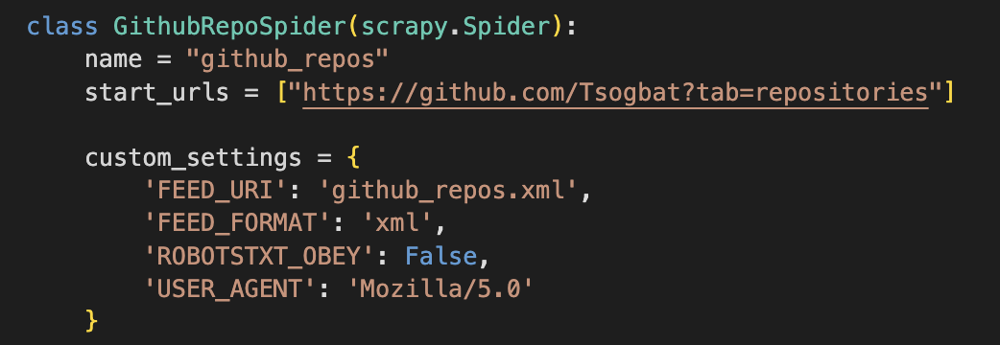 class GithubRepoSpider(scrapy.Spider):
    name = "github_repos"
    start_urls = ["https://github.com/Tsogbat?tab=repositories"]

    custom_settings = {
        'FEED_URI': 'github_repos.xml',
        'FEED_FORMAT': 'xml',
        'ROBOTSTXT_OBEY': False,
        'USER_AGENT': 'Mozilla/5.0'
    }